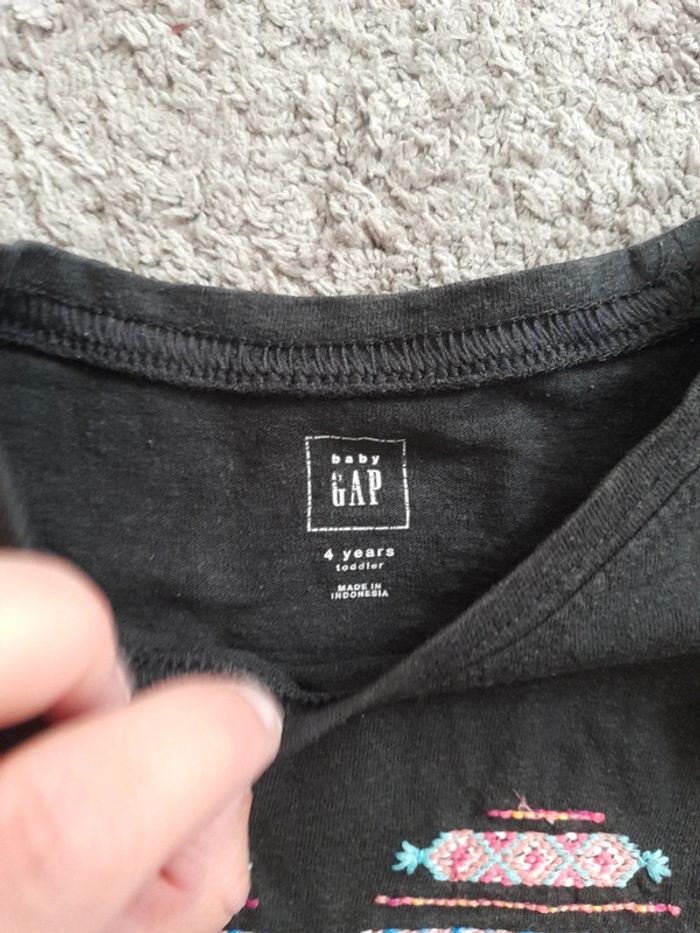 baby
GAP
4 years
toddler
MADE IN
INDONESIA